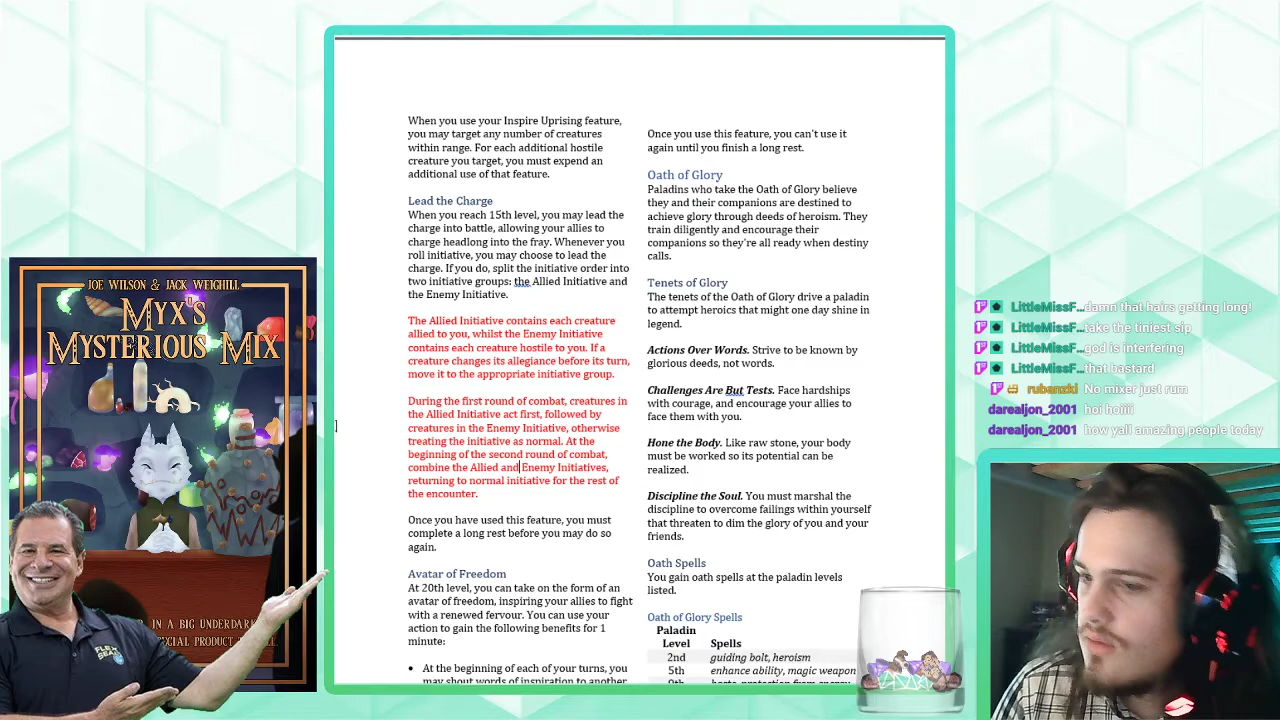 When you use your Inspire Uprising feature,
you may target any number of creatures
within range. For each additional hostile
creature you target, you must expend an
additional use of that feature.
Lead the Charge
When you reach 15th level, you may lead the
charge into battle, allowing your allies to
charge headlong into the fray. Whenever you
roll initiative, you may choose to lead the
charge. If you do, split the initiative order into
two initiative groups: the Allied Initiative and
the Enemy Initiative.
The Allied Initiative contains each creature
allied to you, whilst the Enemy Initiative
contains each creature hostile to you. If a
creature changes its allegiance before its turn,
move it to the appropriate initiative group.
During the first round of combat, creatures in
the Allied Initiative act first, followed by
creatures in the Enemy Initiative, otherwise
treating the initiative as normal. At the
beginning of the second round of combat,
combine the Allied and Enemy Initiatives,
returning to normal initiative for the rest of
the encounter.
Once you have used this feature, you must
complete a long rest before you may do so
again.
Avatar of Freedom
At 20th level, you can take on the form of an
avatar of freedom, inspiring your allies to fight
with a renewed fervour. You can use your
action to gain the following benefits for 1
minute:
• At the beginning of each of your turns, you
may shout words of inspiration to another
Once you use this feature, you can't use it
again until you finish a long rest.
Oath of Glory
Paladins who take the Oath of Glory believe
they and their companions are destined to
achieve glory through deeds of heroism. They
train diligently and encourage their
companions so they're all ready when destiny
calls.
Tenets of Glory
The tenets of the Oath of Glory drive a paladin
to attempt heroics that might one day shine in
legend.
Actions Over Words. Strive to be known by
glorious deeds, not words.
Challenges Are But Tests. Face hardships
with courage, and encourage your allies to
face them with you.
Hone the Body. Like raw stone, your body
must be worked so its potential can be
realized.
Discipline the Soul. You must marshal the
discipline to overcome failings within yourself
that threaten to dim the glory of you and your
friends.
Oath Spells
You gain oath spells at the paladin levels
listed.
Oath of Glory Spells
Paladin
Level Spells
2nd guiding bolt, heroism
5th enhance ability, magic weapon
9th haste, protection from energy
JOE WILSON & JACK WEIGHILL
MYX'S
MYSTERIOUS MIX
IN A BIG UNDERDARK
SPECIAL PRODUCT
FLEX
SEAL
LittleMissF... damn that hairs getting long!
LittleMissF... take the tiniest sip
LittleMissF... god is interfering
LittleMissF... that bastard
rubanzki No mixer just rum
darealjon_2001 hoi hoiiii
darealjon_2001 how yall amazing people today